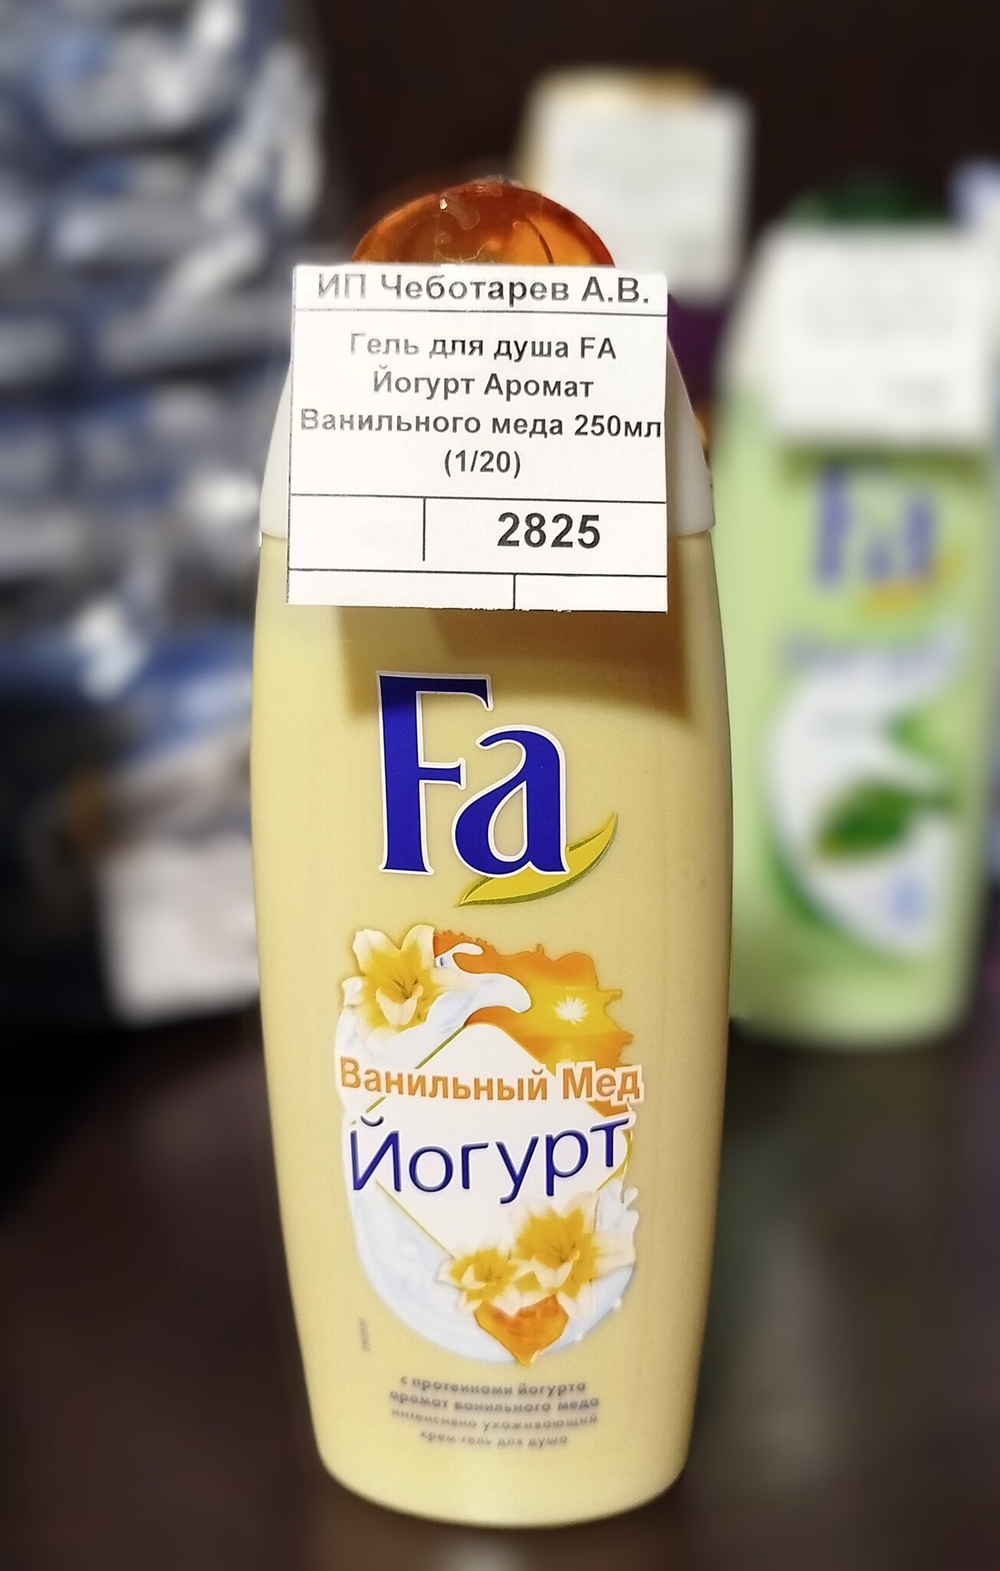 ИП Чеботарев А.В.
Гель для душа FA
Йогурт Аромат
Ванильного меда 250мл
(1/20)
2825
Fa
Ванильный Мед
Йогурт
с протеинами йогурта
аромат ванильного меда
интенсивно ухаживающий
крем-гель для душа
Fa